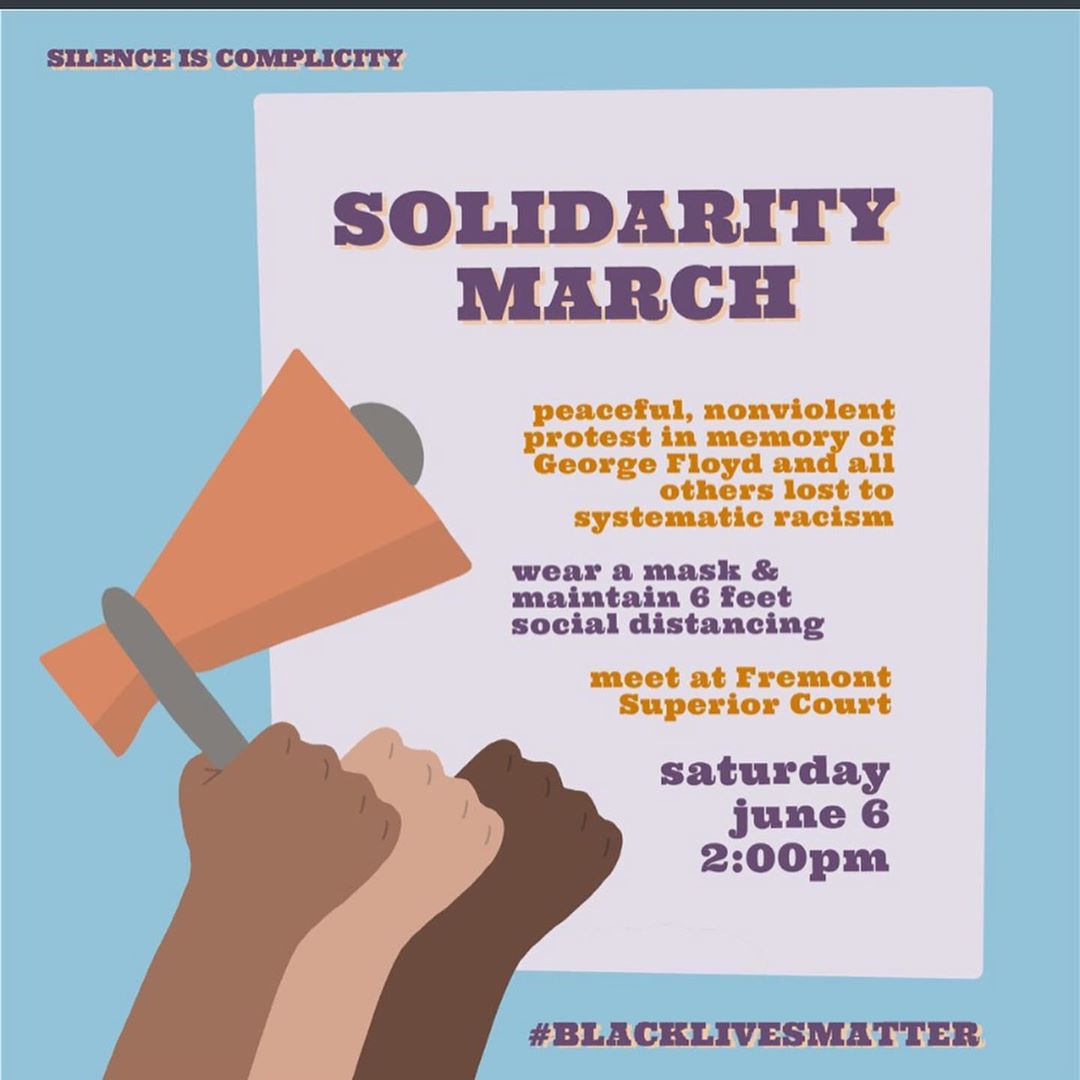 SILENCE IS COMPLICITY
SOLIDARITY
MARCH
peaceful, nonviolent
protest in memory of
George Floyd and all
others lost to
systematic racism
wear a mask &
maintain 6 feet
social distancing
meet at Fremont
Superior Court
saturday
june 6
2:00pm
#BLACKLIVESMATTER